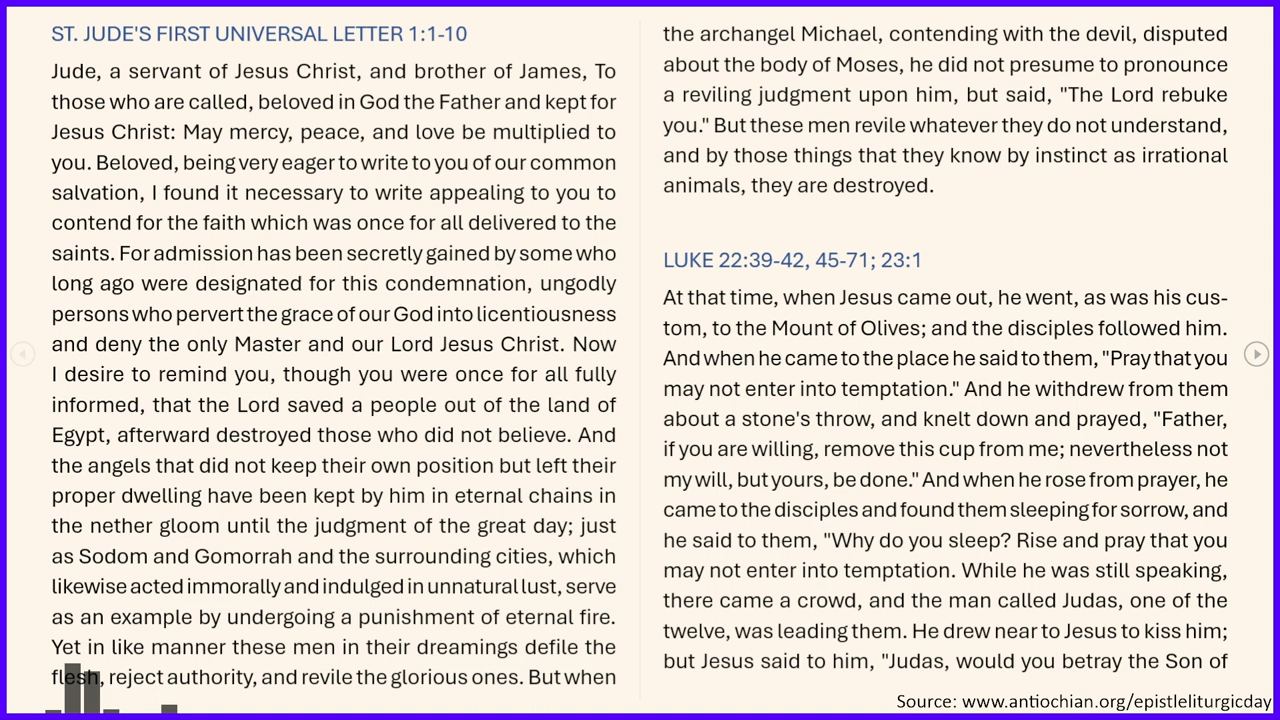 ST. JUDE'S FIRST UNIVERSAL LETTER 1:1-10
Jude, a servant of Jesus Christ, and brother of James, To
those who are called, beloved in God the Father and kept for
Jesus Christ: May mercy, peace, and love be multiplied to
you. Beloved, being very eager to write to you of our common
salvation, I found it necessary to write appealing to you to
contend for the faith which was once for all delivered to the
saints. For admission has been secretly gained by some who
long ago were designated for this condemnation, ungodly
persons who pervert the grace of our God into licentiousness
and deny the only Master and our Lord Jesus Christ. Now
I desire to remind you, though you were once for all fully
informed, that the Lord saved a people out of the land of
Egypt, afterward destroyed those who did not believe. And
the angels that did not keep their own position but left their
proper dwelling have been kept by him in eternal chains in
the nether gloom until the judgment of the great day; just
as Sodom and Gomorrah and the surrounding cities, which
likewise acted immorally and indulged in unnatural lust, serve
as an example by undergoing a punishment of eternal fire.
Yet in like manner these men in their dreamings defile the
flesh, reject authority, and revile the glorious ones. But when
the archangel Michael, contending with the devil, disputed
about the body of Moses, he did not presume to pronounce
a reviling judgment upon him, but said, "The Lord rebuke
you." But these men revile whatever they do not understand,
and by those things that they know by instinct as irrational
animals, they are destroyed.
LUKE 22:39-42, 45-71; 23:1
At that time, when Jesus came out, he went, as was his cus-
tom, to the Mount of Olives; and the disciples followed him.
And when he came to the place he said to them, "Pray that you
may not enter into temptation." And he withdrew from them
about a stone's throw, and knelt down and prayed, "Father,
if you are willing, remove this cup from me; nevertheless not
my will, but yours, be done." And when he rose from prayer, he
came to the disciples and found them sleeping for sorrow, and
he said to them, "Why do you sleep? Rise and pray that you
may not enter into temptation. While he was still speaking,
there came a crowd, and the man called Judas, one of the
twelve, was leading them. He drew near to Jesus to kiss him;
but Jesus said to him, "Judas, would you betray the Son of
Source: www.antiochian.org/epistleliturgicday